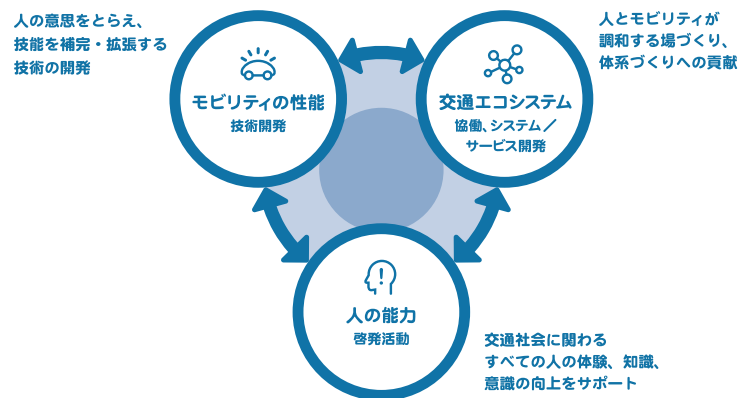 人の意思をとらえ、
技能を補完・拡張する
技術の開発
モビリティの性能
技術開発
人とモビリティが
調和する場づくり、
体系づくりへの貢献
交通エコシステム
協働、システム／
サービス開発
人の能力
啓発活動
交通社会に関わる
すべての人の体験、知識、
意識の向上をサポート